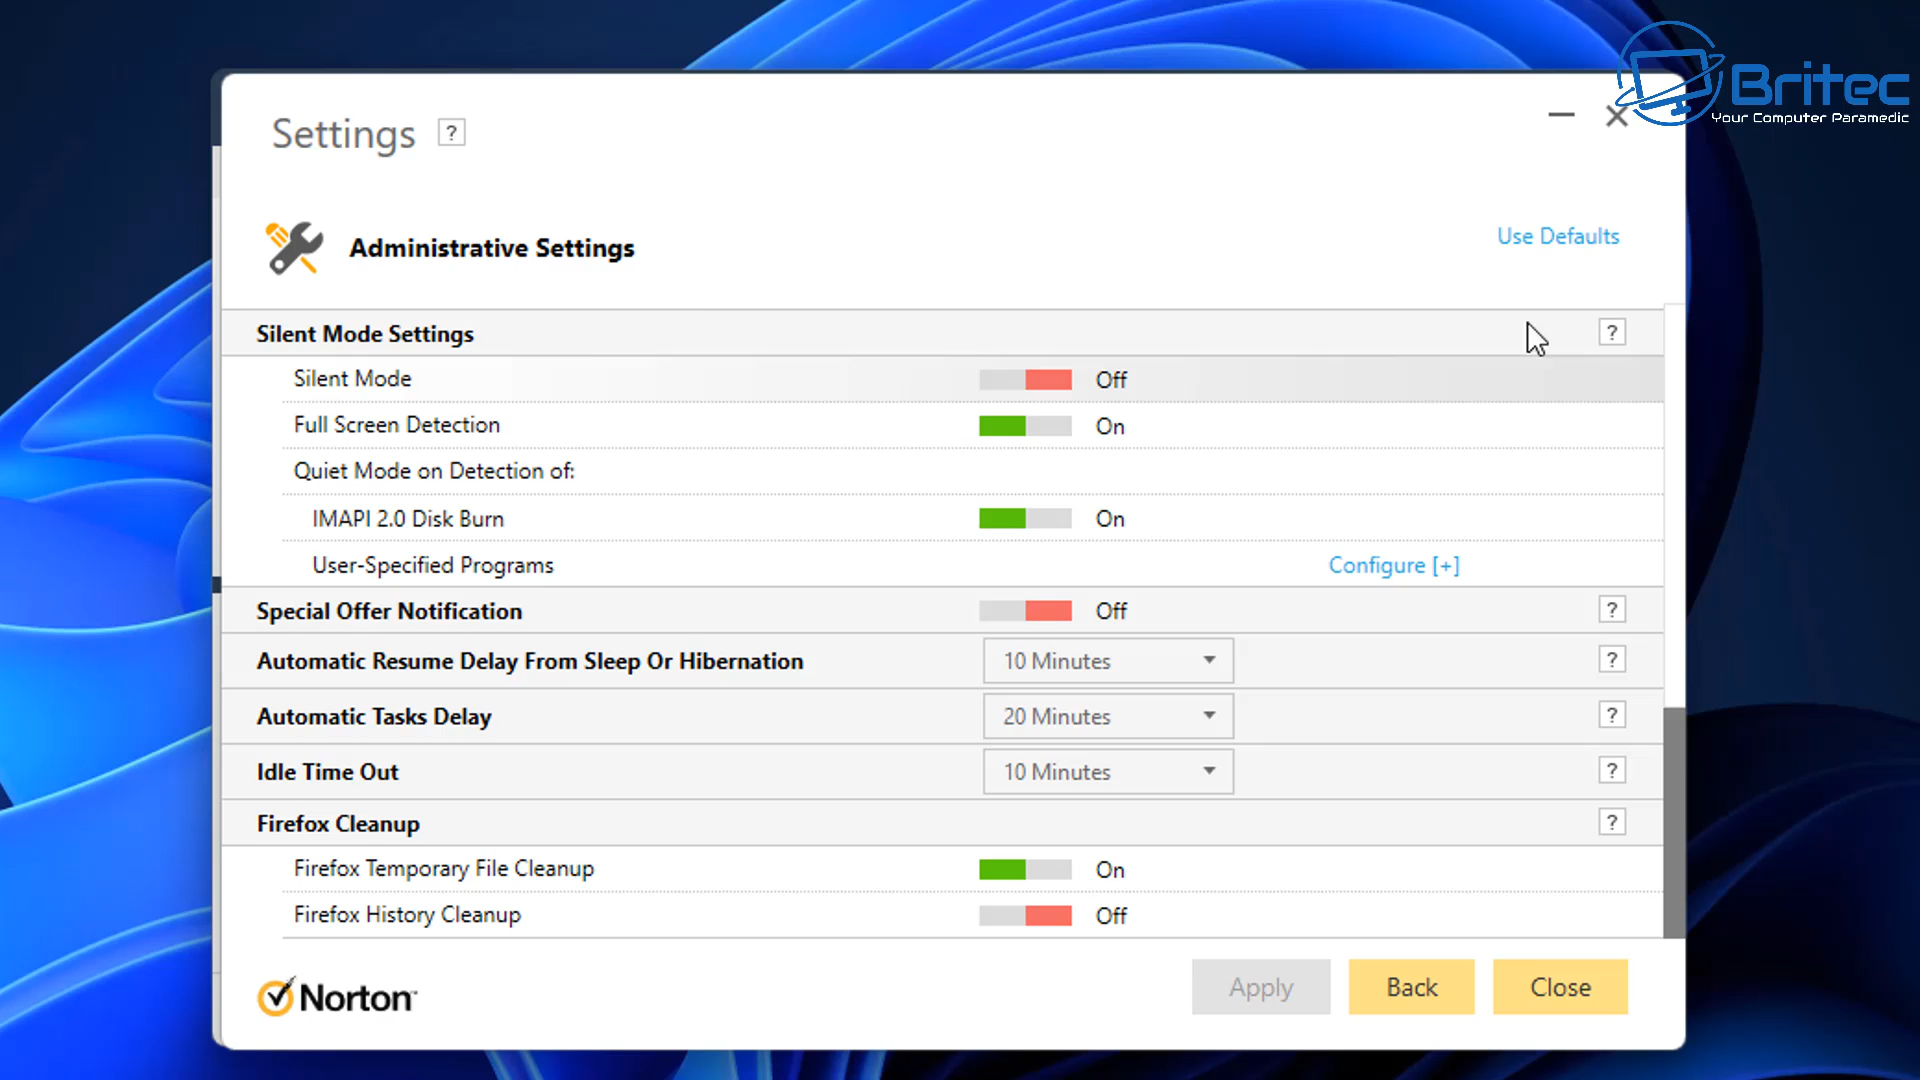 Britec
Your Computer Paramedic
Settings ?
Administrative Settings
Use Defaults
Silent Mode Settings ?
Silent Mode Off
Full Screen Detection On
Quiet Mode on Detection of:
IMAPI 2.0 Disk Burn On
User-Specified Programs Configure [+]
Special Offer Notification Off ?
Automatic Resume Delay From Sleep Or Hibernation 10 Minutes ?
Automatic Tasks Delay 20 Minutes ?
Idle Time Out 10 Minutes ?
Firefox Cleanup ?
Firefox Temporary File Cleanup On
Firefox History Cleanup Off
Norton
Apply Back Close